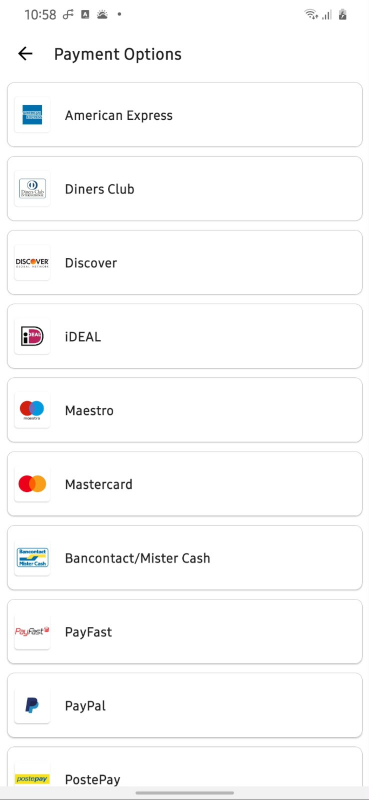 10:58
Payment Options
American Express
Diners Club
DISCOVER
Discover
iDEAL
iDEAL
maestro
Maestro
Mastercard
Bancontact
Mister Cash
Bancontact/Mister Cash
PayFast
PayFast
PayPal
postepay
PostePay